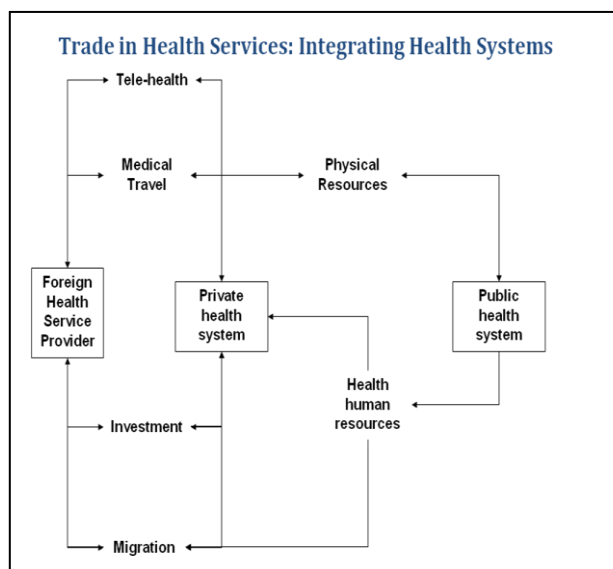 Trade in Health Services: Integrating Health Systems
Tele-health
Medical
Travel
Physical
Resources
Foreign
Health
Service
Provider
Private
health
system
Public
health
system
Health
human
resources
Investment
Migration